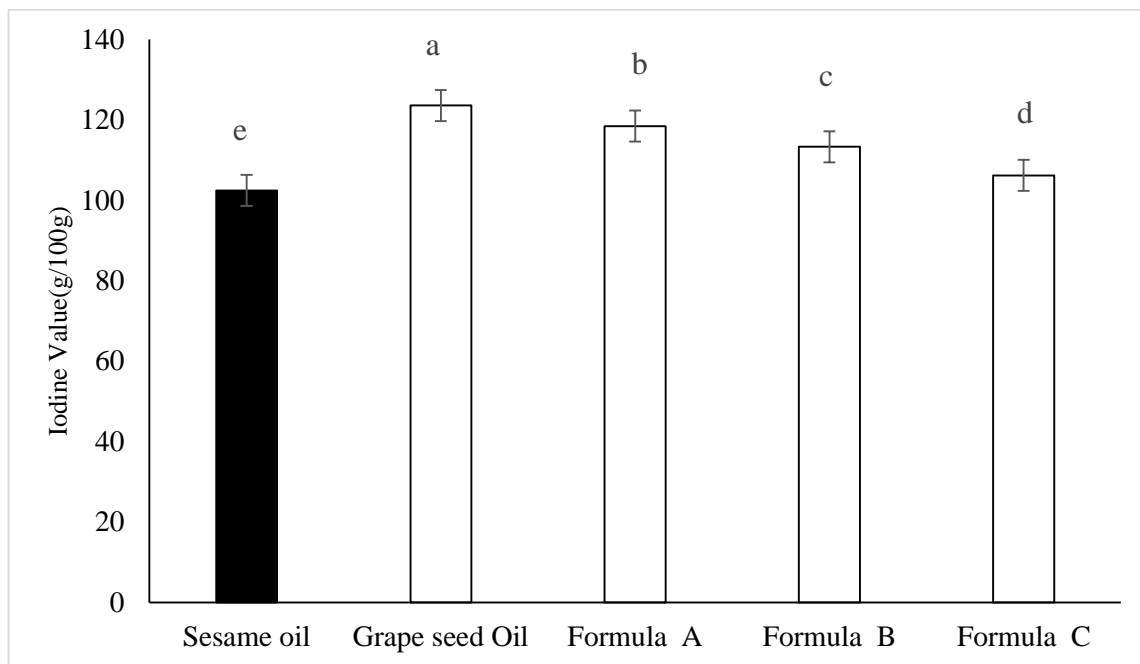 140
120
100
80
60
40
20
0
Iodine Value(g/100g)
e
a
b
c
d
Sesame oil
Grape seed Oil
Formula A
Formula B
Formula C